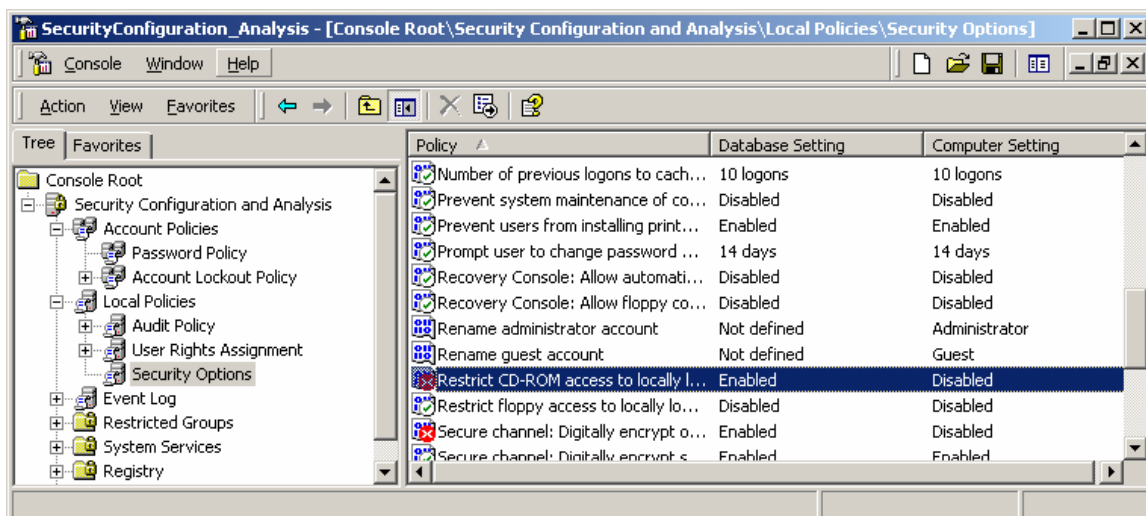 SecurityConfiguration_Analysis - [Console Root\Security Configuration and Analysis\Local Policies\Security Options]
Console Window Help
Action View Favorites
Tree Favorites
Console Root
Security Configuration and Analysis
Account Policies
Password Policy
Account Lockout Policy
Local Policies
Audit Policy
User Rights Assignment
Security Options
Event Log
Restricted Groups
System Services
Registry
Policy Database Setting Computer Setting
Number of previous logons to cach... 10 logons 10 logons
Prevent system maintenance of co... Disabled Disabled
Prevent users from installing print... Enabled Enabled
Prompt user to change password ... 14 days 14 days
Recovery Console: Allow automati... Disabled Disabled
Recovery Console: Allow floppy co... Disabled Disabled
Rename administrator account Not defined Administrator
Rename guest account Not defined Guest
Restrict CD-ROM access to locally l... Enabled Disabled
Restrict floppy access to locally lo... Disabled Disabled
Secure channel: Digitally encrypt o... Enabled Disabled
Secure channel: Digitally encrypt s... Enabled Enabled